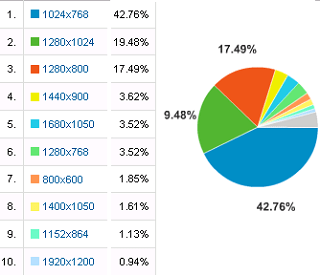 1. 1024x768 42.76%
2. 1280x1024 19.48%
3. 1280x800 17.49%
4. 1440x900 3.62%
5. 1680x1050 3.52%
6. 1280x768 3.52%
7. 800x600 1.85%
8. 1400x1050 1.61%
9. 1152x864 1.13%
10. 1920x1200 0.94%
17.49%
9.48%
42.76%